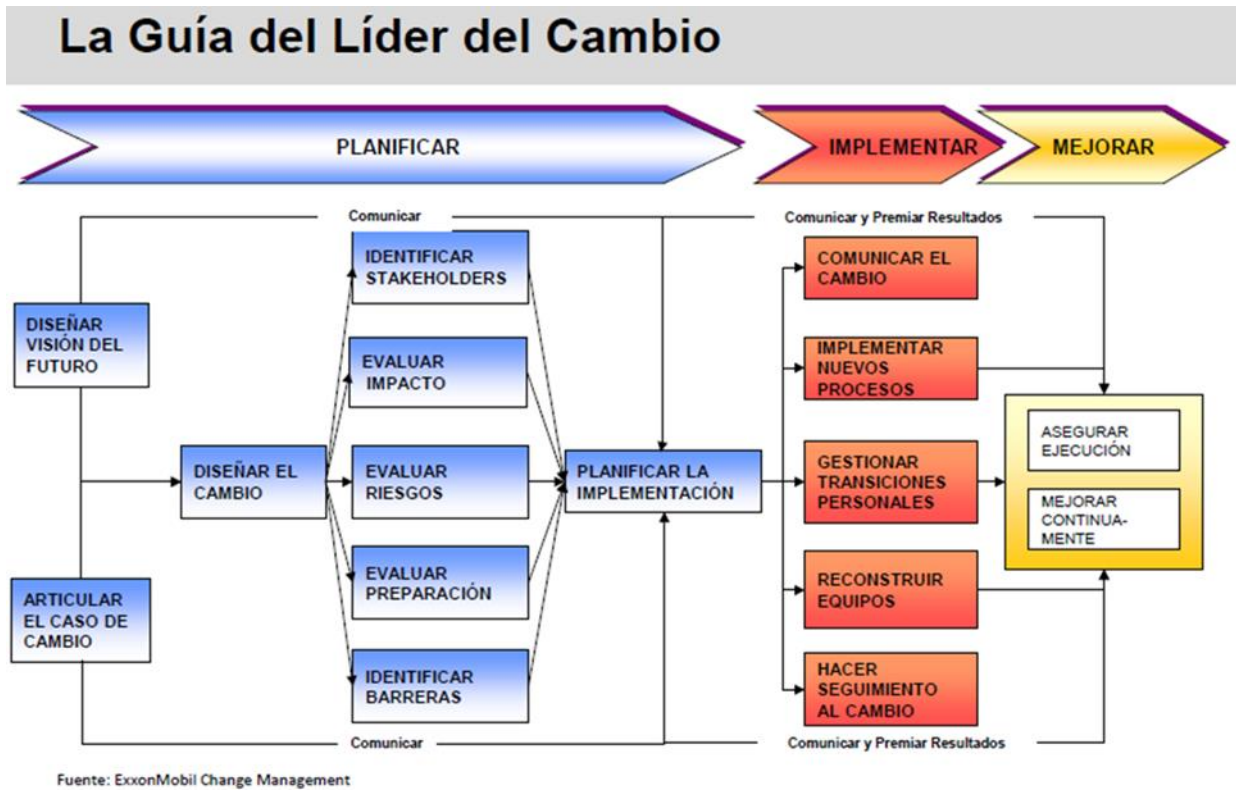 La Guía del Líder del Cambio
PLANIFICAR
IMPLEMENTAR
MEJORAR
Comunicar
Comunicar y Premiar Resultados
DISEÑAR
VISIÓN DEL
FUTURO
ARTICULAR
EL CASO DE
CAMBIO
DISEÑAR EL
CAMBIO
IDENTIFICAR
STAKEHOLDERS
EVALUAR
IMPACTO
EVALUAR
RIESGOS
EVALUAR
PREPARACIÓN
IDENTIFICAR
BARRERAS
PLANIFICAR LA
IMPLEMENTACIÓN
COMUNICAR EL
CAMBIO
IMPLEMENTAR
NUEVOS
PROCESOS
GESTIONAR
TRANSICIONES
PERSONALES
RECONSTRUIR
EQUIPOS
HACER
SEGUIMIENTO
AL CAMBIO
ASEGURAR
EJECUCIÓN
MEJORAR
CONTINUA-
MENTE
Comunicar
Comunicar y Premiar Resultados
Fuente: ExxonMobil Change Management